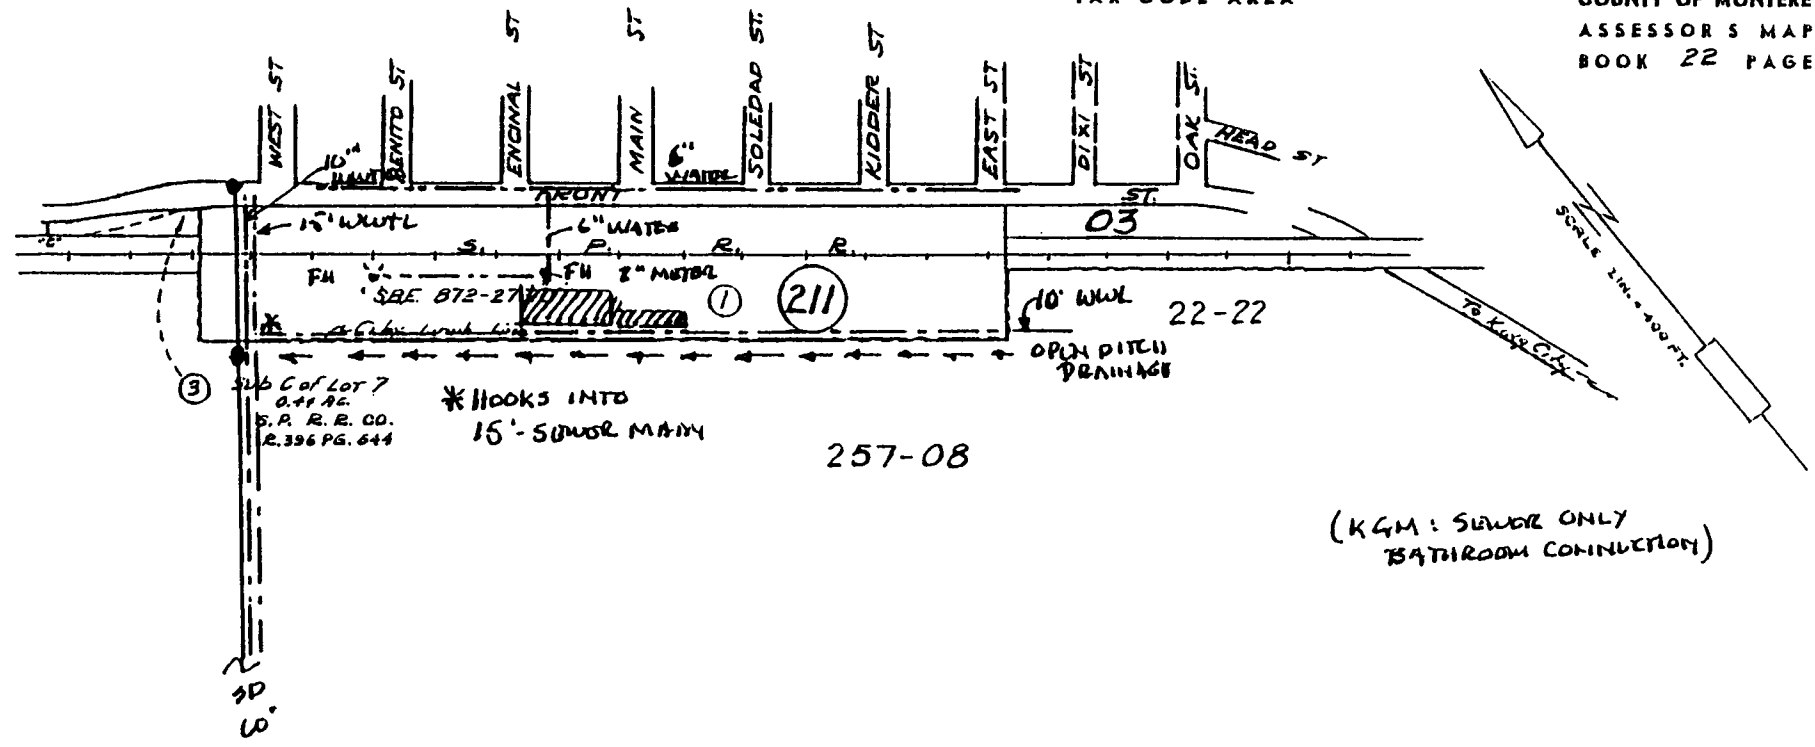 COUNTY OF MONTERE
ASSESSOR S MAP
BOOK 22 PAGE
WEST ST
BENITO ST
ENCINAL ST
MAIN ST
SOLEDAD ST.
KIDDER ST
EAST ST
DIXI ST
OAK ST.
HEAD ST
10"
6"
WATER
FRONT ST.
03
15" WWTL
6" WATER
S. P. R. R.
FH
FH 8" METER
SBE 872-27
1
211
10" WWL
22-22
To King City
SCALE 1 IN. = 400 FT.
OPEN DITCH
DRAINAGE
3
Sub C of LOT 7
0.44 AC.
S.P. R.R. CO.
R.396 PG. 644
* HOOKS INTO
15"-SEWER MAIN
257-08
(KGM: SEWER ONLY
BATHROOM CONNECTION)
SD
60"